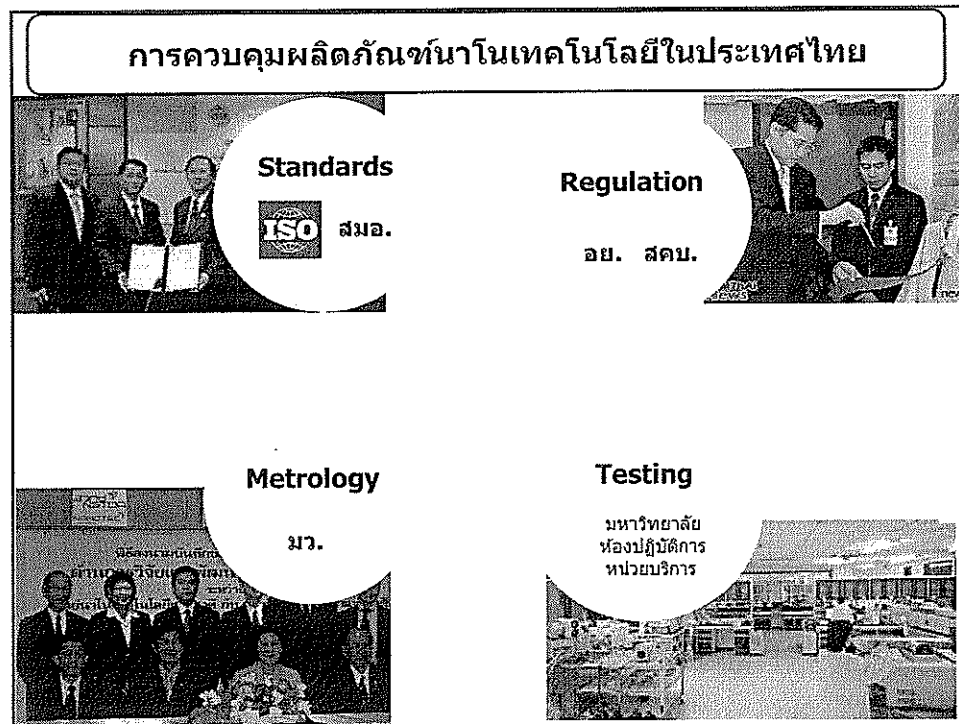 การควบคุมผลิตภัณฑ์นาโนเทคโนโลยีในประเทศไทย
Standards
ISO สมอ.
Regulation
อย. สคบ.
Metrology
มว.
Testing
มหาวิทยาลัย
ห้องปฏิบัติการ
หน่วยบริการ